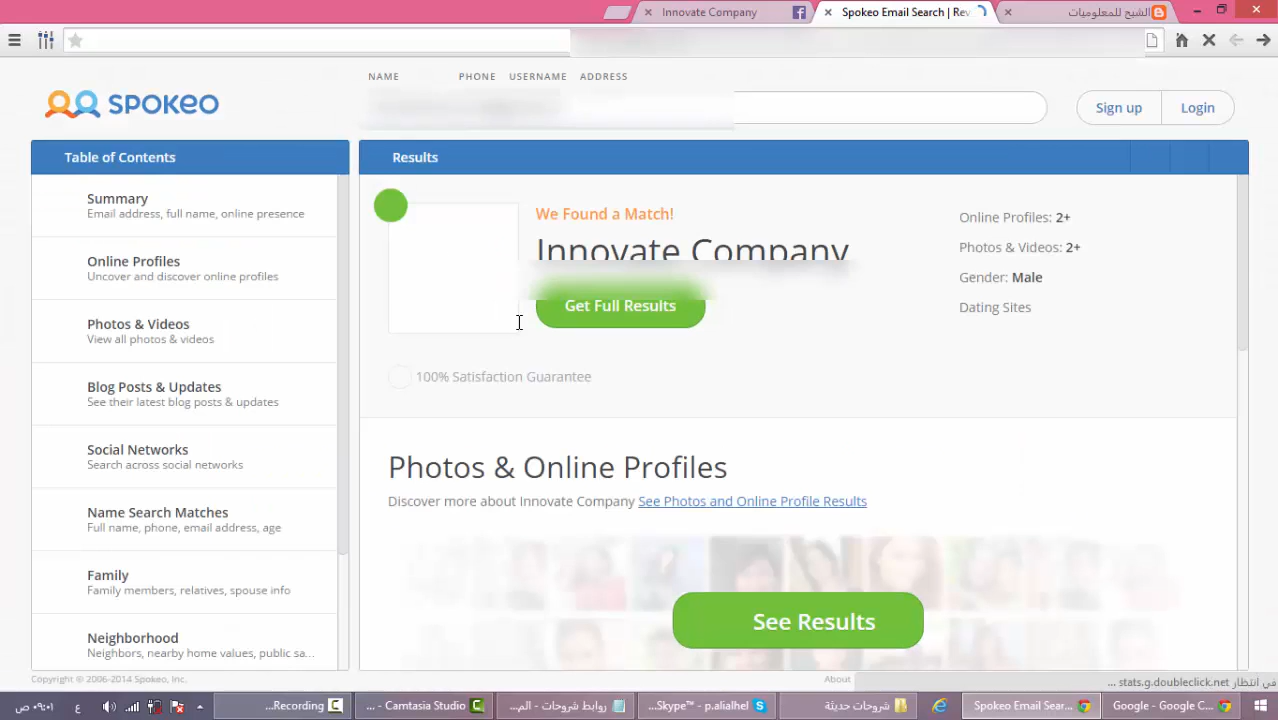 Innovate Company
Spokeo Email Search | Rev
الشيخ للمعلوميات
NAME PHONE USERNAME ADDRESS
SPOKEO
Sign up
Login
Table of Contents
Summary
Email address, full name, online presence
Online Profiles
Uncover and discover online profiles
Photos & Videos
View all photos & videos
Blog Posts & Updates
See their latest blog posts & updates
Social Networks
Search across social networks
Name Search Matches
Full name, phone, email address, age
Family
Family members, relatives, spouse info
Neighborhood
Neighbors, nearby home values, public sa...
Results
We Found a Match!
Innovate Company
Get Full Results
100% Satisfaction Guarantee
Online Profiles: 2+
Photos & Videos: 2+
Gender: Male
Dating Sites
Photos & Online Profiles
Discover more about Innovate Company See Photos and Online Profile Results
See Results
Copyright © 2006-2014 Spokeo, Inc.
About
في انتظار stats.g.doubleclick.net ...
٠٩:٠١ ص
ع
...Recording
... - Camtasia Studio
روابط شروحات - الم...
...Skype™ - p.alialhel
شروحات حديثة
Spokeo Email Sear...
Google - Google C...